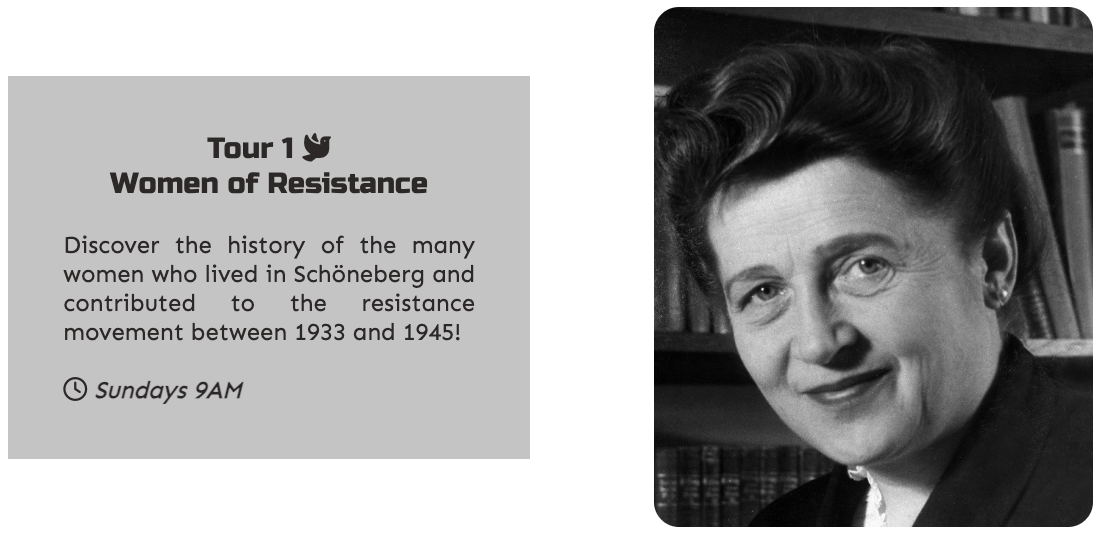 Tour 1
Women of Resistance
Discover the history of the many
women who lived in Schöneberg and
contributed to the resistance
movement between 1933 and 1945!
Sundays 9AM